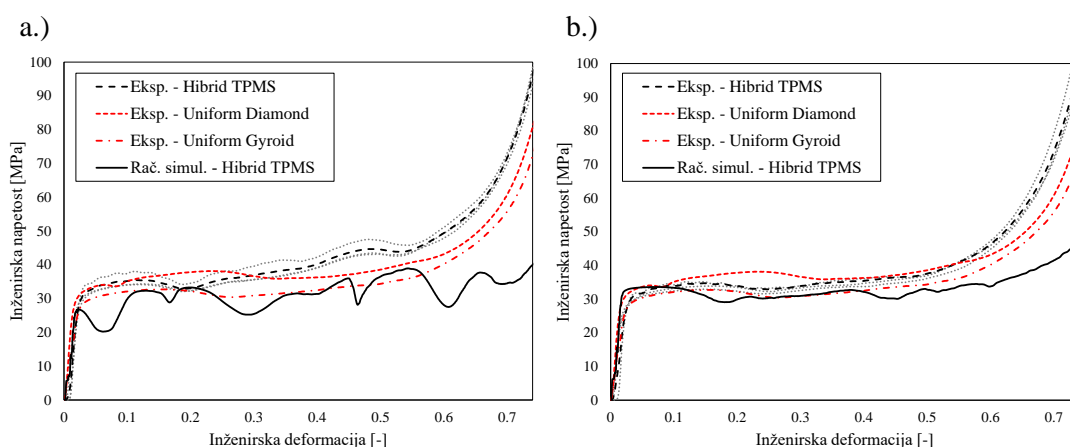 a.)
Inženirska napetost [MPa]
100
90
80
70
60
50
40
30
20
10
0
Eksp. - Hibrid TPMS
Eksp. - Uniform Diamond
Eksp. - Uniform Gyroid
Rač. simul. - Hibrid TPMS
0 0.1 0.2 0.3 0.4 0.5 0.6 0.7
Inženirska deformacija [-]
b.)
Inženirska napetost [MPa]
100
90
80
70
60
50
40
30
20
10
0
Eksp. - Hibrid TPMS
Eksp. - Uniform Diamond
Eksp. - Uniform Gyroid
Rač. simul. - Hibrid TPMS
0 0.1 0.2 0.3 0.4 0.5 0.6 0.7
Inženirska deformacija [-]